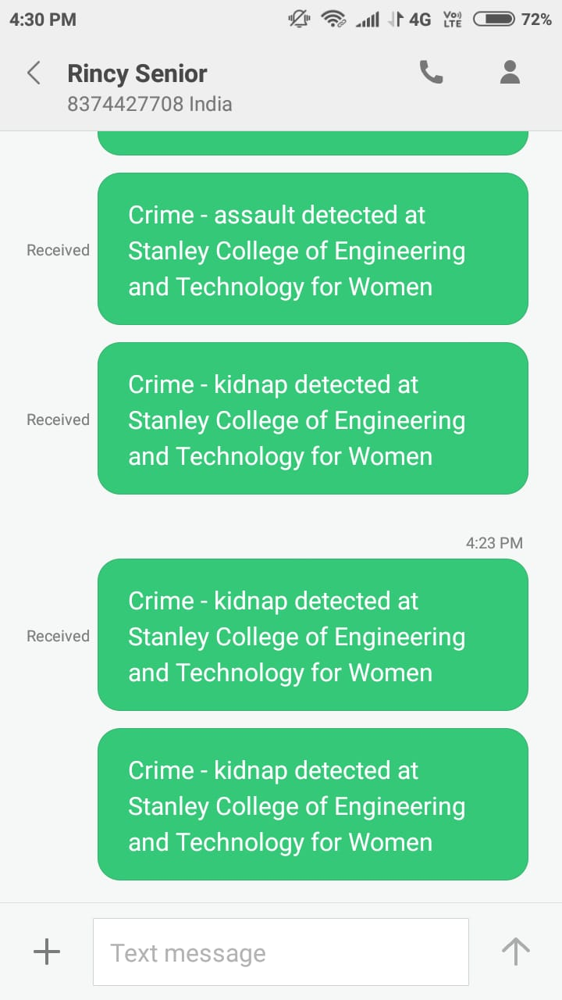 4:30 PM 4G Vo)) LTE 72%
Rincy Senior
8374427708 India
Crime - assault detected at
Received Stanley College of Engineering
and Technology for Women
Crime - kidnap detected at
Received Stanley College of Engineering
and Technology for Women
4:23 PM
Crime - kidnap detected at
Received Stanley College of Engineering
and Technology for Women
Crime - kidnap detected at
Stanley College of Engineering
and Technology for Women
Text message